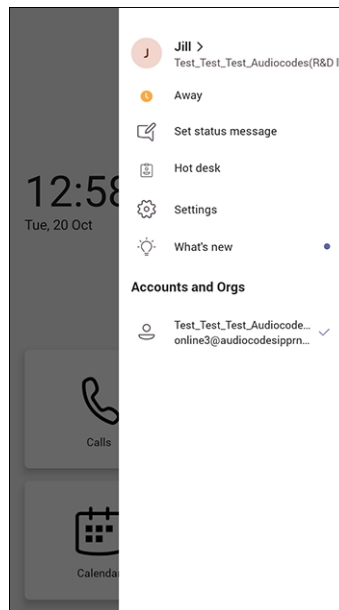 J
Jill >
Test_Test_Test_Audiocodes(R&D
Away
Set status message
Hot desk
Settings
What's new
Accounts and Orgs
Test_Test_Test_Audiocode...
online3@audiocodesipprn...
12:58
Tue, 20 Oct
Calls
Calenda